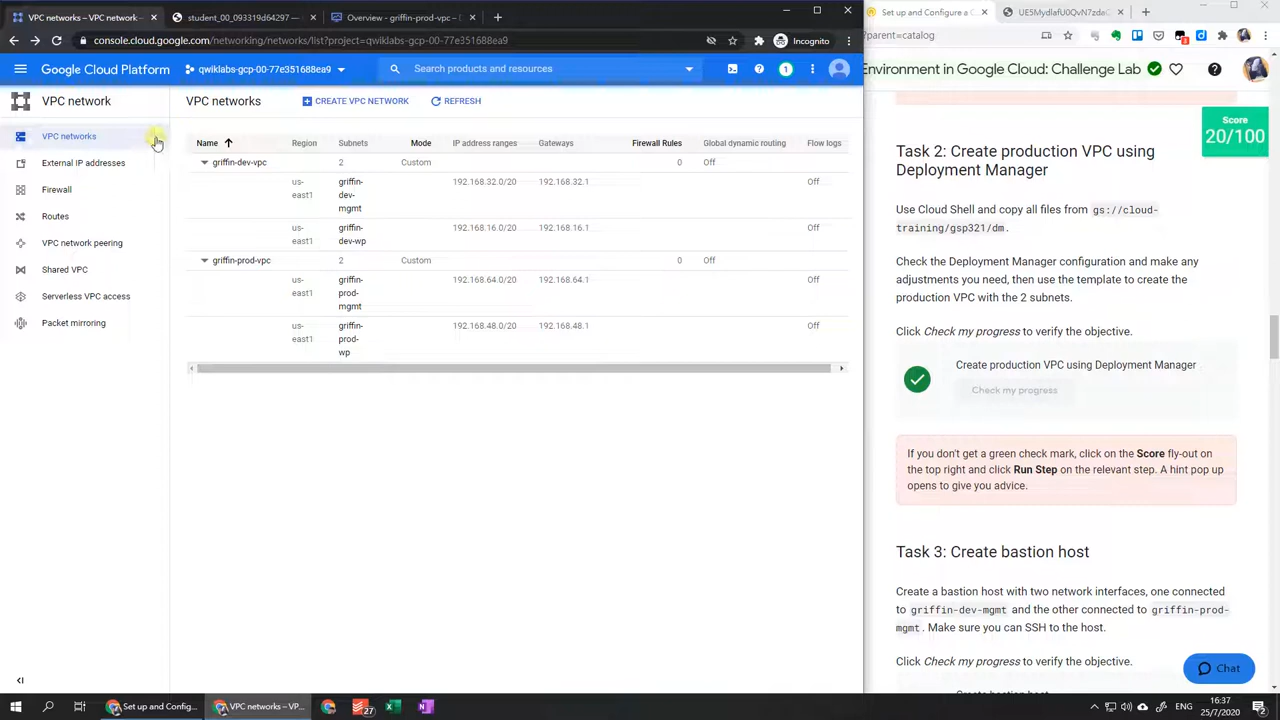 VPC networks – VPC network –
student_00_09919d64297 –
Overview – griffin-prod-vpc –
Set up and Configure a C
UE5MydlafU0QvN7zdaC
console.cloud.google.com/networking/networks/list?project=qwiklabs-gcp-00-77e351688ea9
Incognito
?parent=catalog
Google Cloud Platform
qwiklabs-gcp-00-77e351688ea9
Search products and resources
1
Environment in Google Cloud: Challenge Lab
VPC network
VPC networks
CREATE VPC NETWORK
REFRESH
VPC networks
External IP addresses
Firewall
Routes
VPC network peering
Shared VPC
Serverless VPC access
Packet mirroring
Name
Region
Subnets
Mode
IP address ranges
Gateways
Firewall Rules
Global dynamic routing
Flow logs
griffin-dev-vpc
2
Custom
0
Off
us-
east1
griffin-
dev-
mgmt
192.168.32.0/20
192.168.32.1
Off
us-
east1
griffin-
dev-wp
192.168.16.0/20
192.168.16.1
Off
griffin-prod-vpc
2
Custom
0
Off
us-
east1
griffin-
prod-
mgmt
192.168.64.0/20
192.168.64.1
Off
us-
east1
griffin-
prod-
wp
192.168.48.0/20
192.168.48.1
Off
Score
20/100
Task 2: Create production VPC using
Deployment Manager
Use Cloud Shell and copy all files from gs://cloud-
training/gsp321/dm.
Check the Deployment Manager configuration and make any
adjustments you need, then use the template to create the
production VPC with the 2 subnets.
Click Check my progress to verify the objective.
Create production VPC using Deployment Manager
Check my progress
If you don't get a green check mark, click on the Score fly-out on
the top right and click Run Step on the relevant step. A hint pop up
opens to give you advice.
Task 3: Create bastion host
Create a bastion host with two network interfaces, one connected
to griffin-dev-mgmt and the other connected to griffin-prod-
mgmt. Make sure you can SSH to the host.
Click Check my progress to verify the objective.
Create bastion host
Chat
Set up and Config...
VPC networks – VP...
27
ENG
16:37
25/7/2020
2